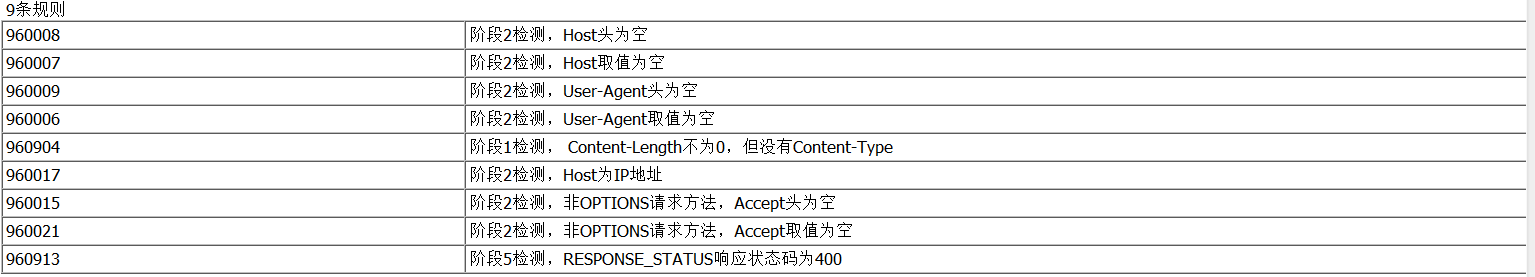 9条规则
960008 阶段2检测，Host头为空
960007 阶段2检测，Host取值为空
960009 阶段2检测，User-Agent头为空
960006 阶段2检测，User-Agent取值为空
960904 阶段1检测， Content-Length不为0，但没有Content-Type
960017 阶段2检测，Host为IP地址
960015 阶段2检测，非OPTIONS请求方法，Accept头为空
960021 阶段2检测，非OPTIONS请求方法，Accept取值为空
960913 阶段5检测，RESPONSE_STATUS响应状态码为400